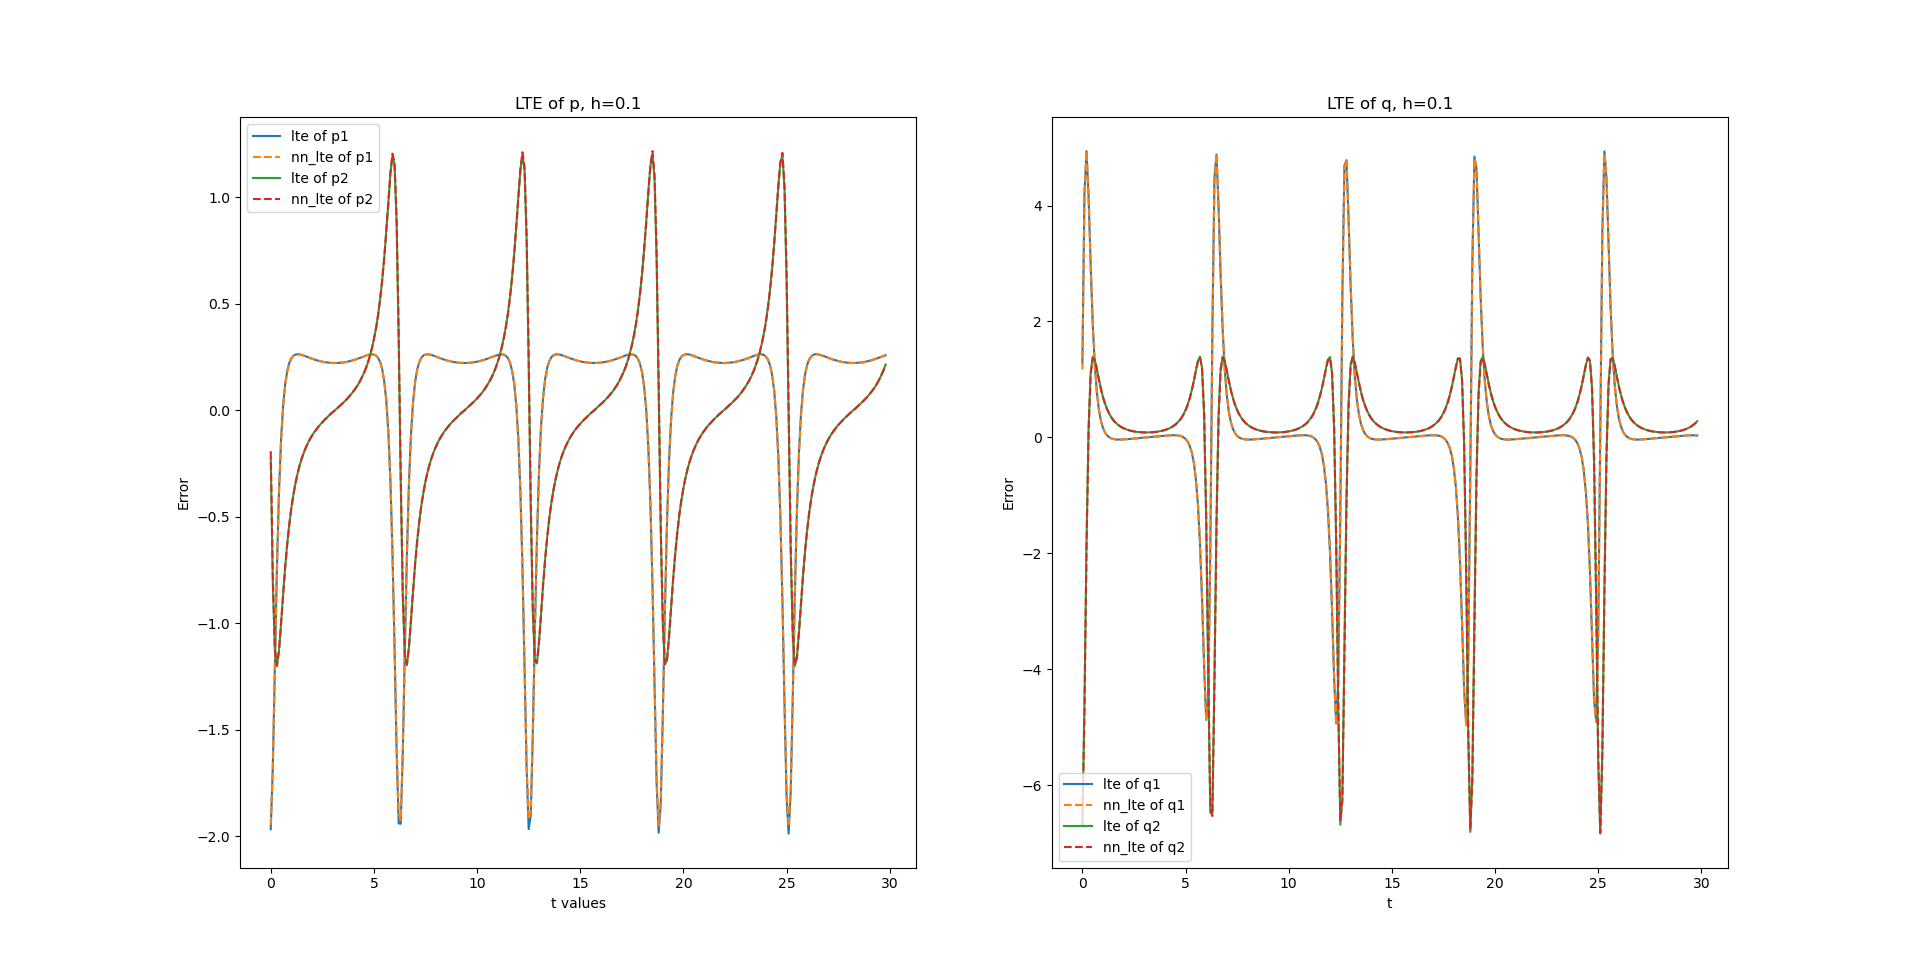 LTE of p, h=0.1
lte of p1
nn_lte of p1
lte of p2
nn_lte of p2
1.0
0.5
0.0
−0.5
−1.0
−1.5
−2.0
Error
0 5 10 15 20 25 30
t values
LTE of q, h=0.1
4
2
0
−2
−4
−6
Error
lte of q1
nn_lte of q1
lte of q2
nn_lte of q2
0 5 10 15 20 25 30
t